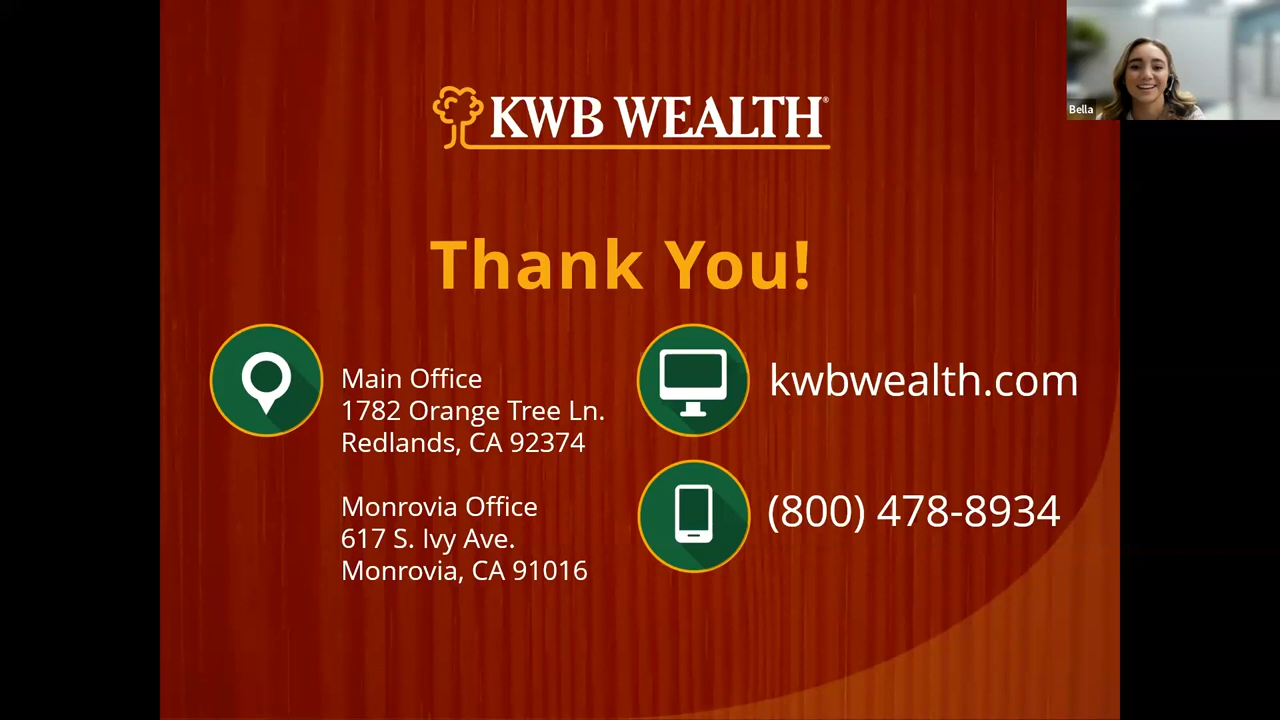 KWB WEALTH®
Bella
Thank You!
Main Office
1782 Orange Tree Ln.
Redlands, CA 92374
Monrovia Office
617 S. Ivy Ave.
Monrovia, CA 91016
kwbwealth.com
(800) 478-8934